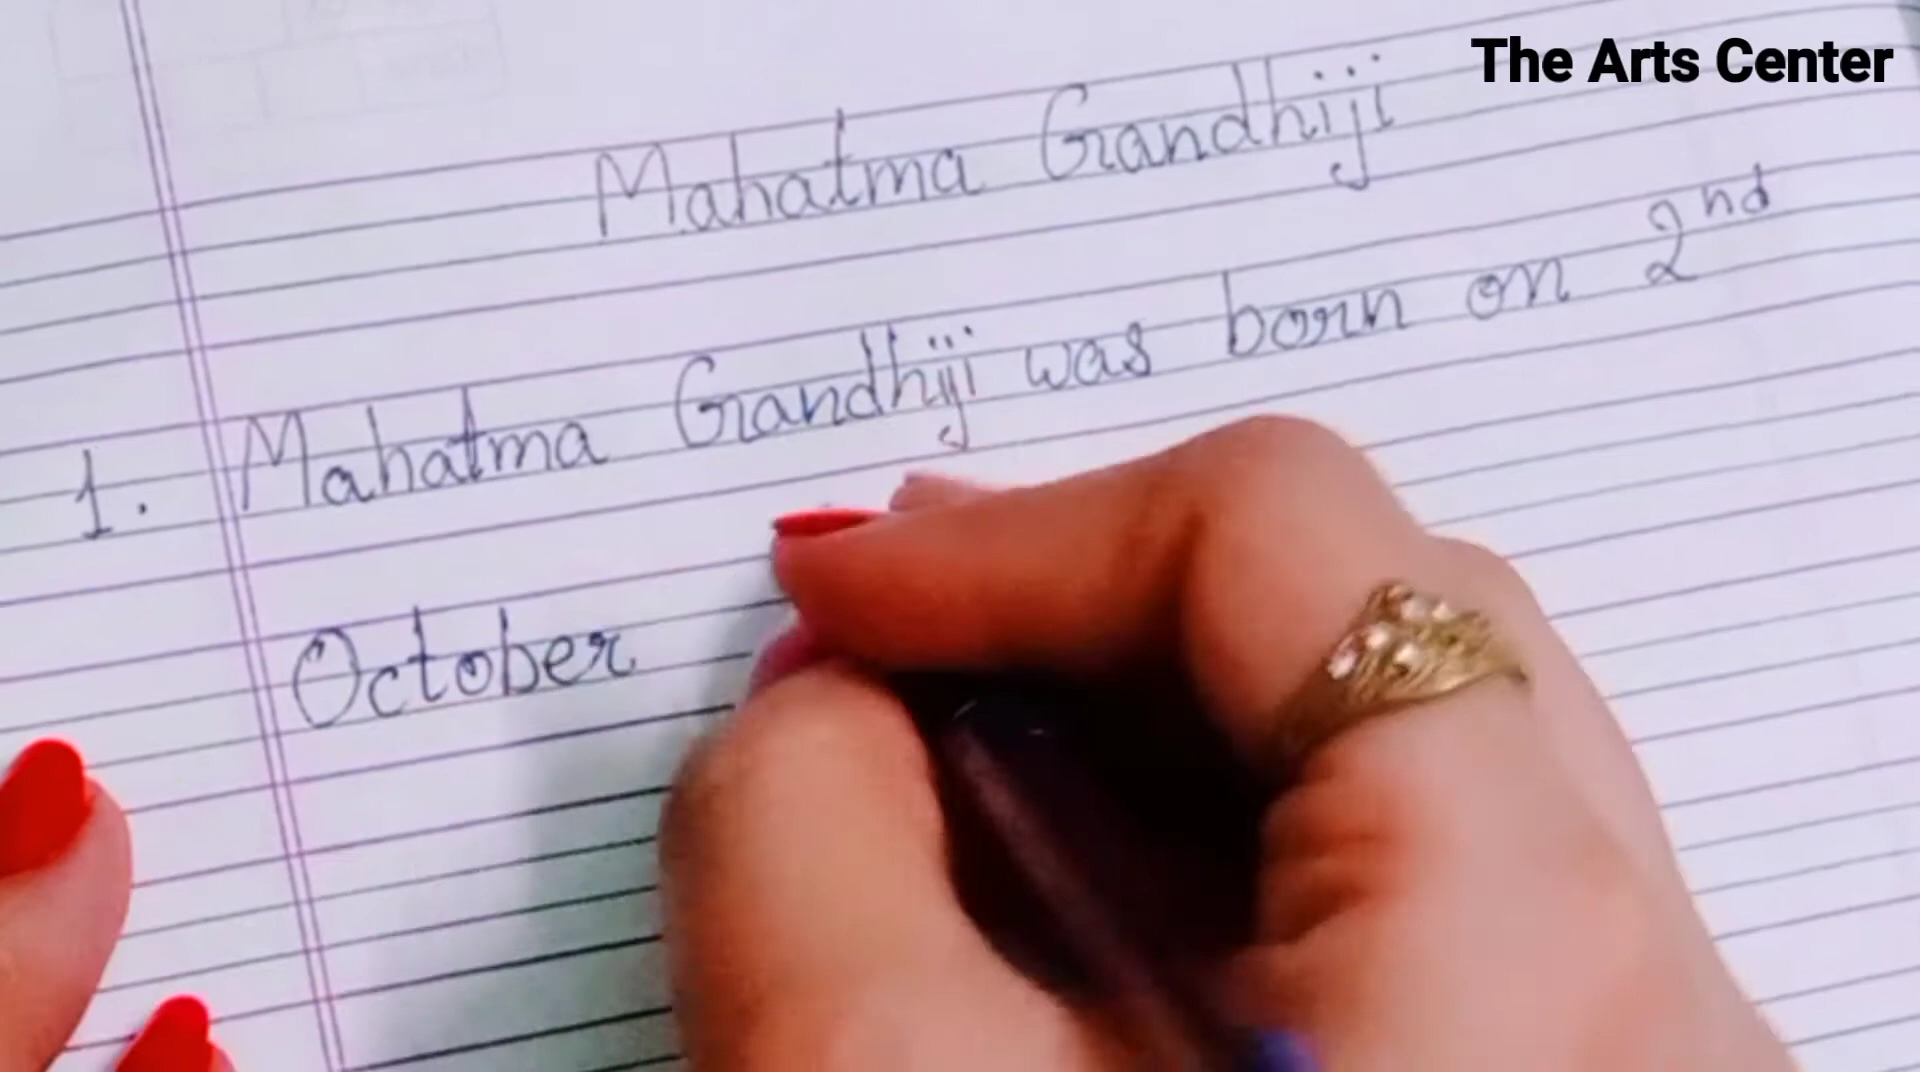 The Arts Center
Mahatma Gandhiji
1. Mahatma Gandhiji was born on 2nd
October